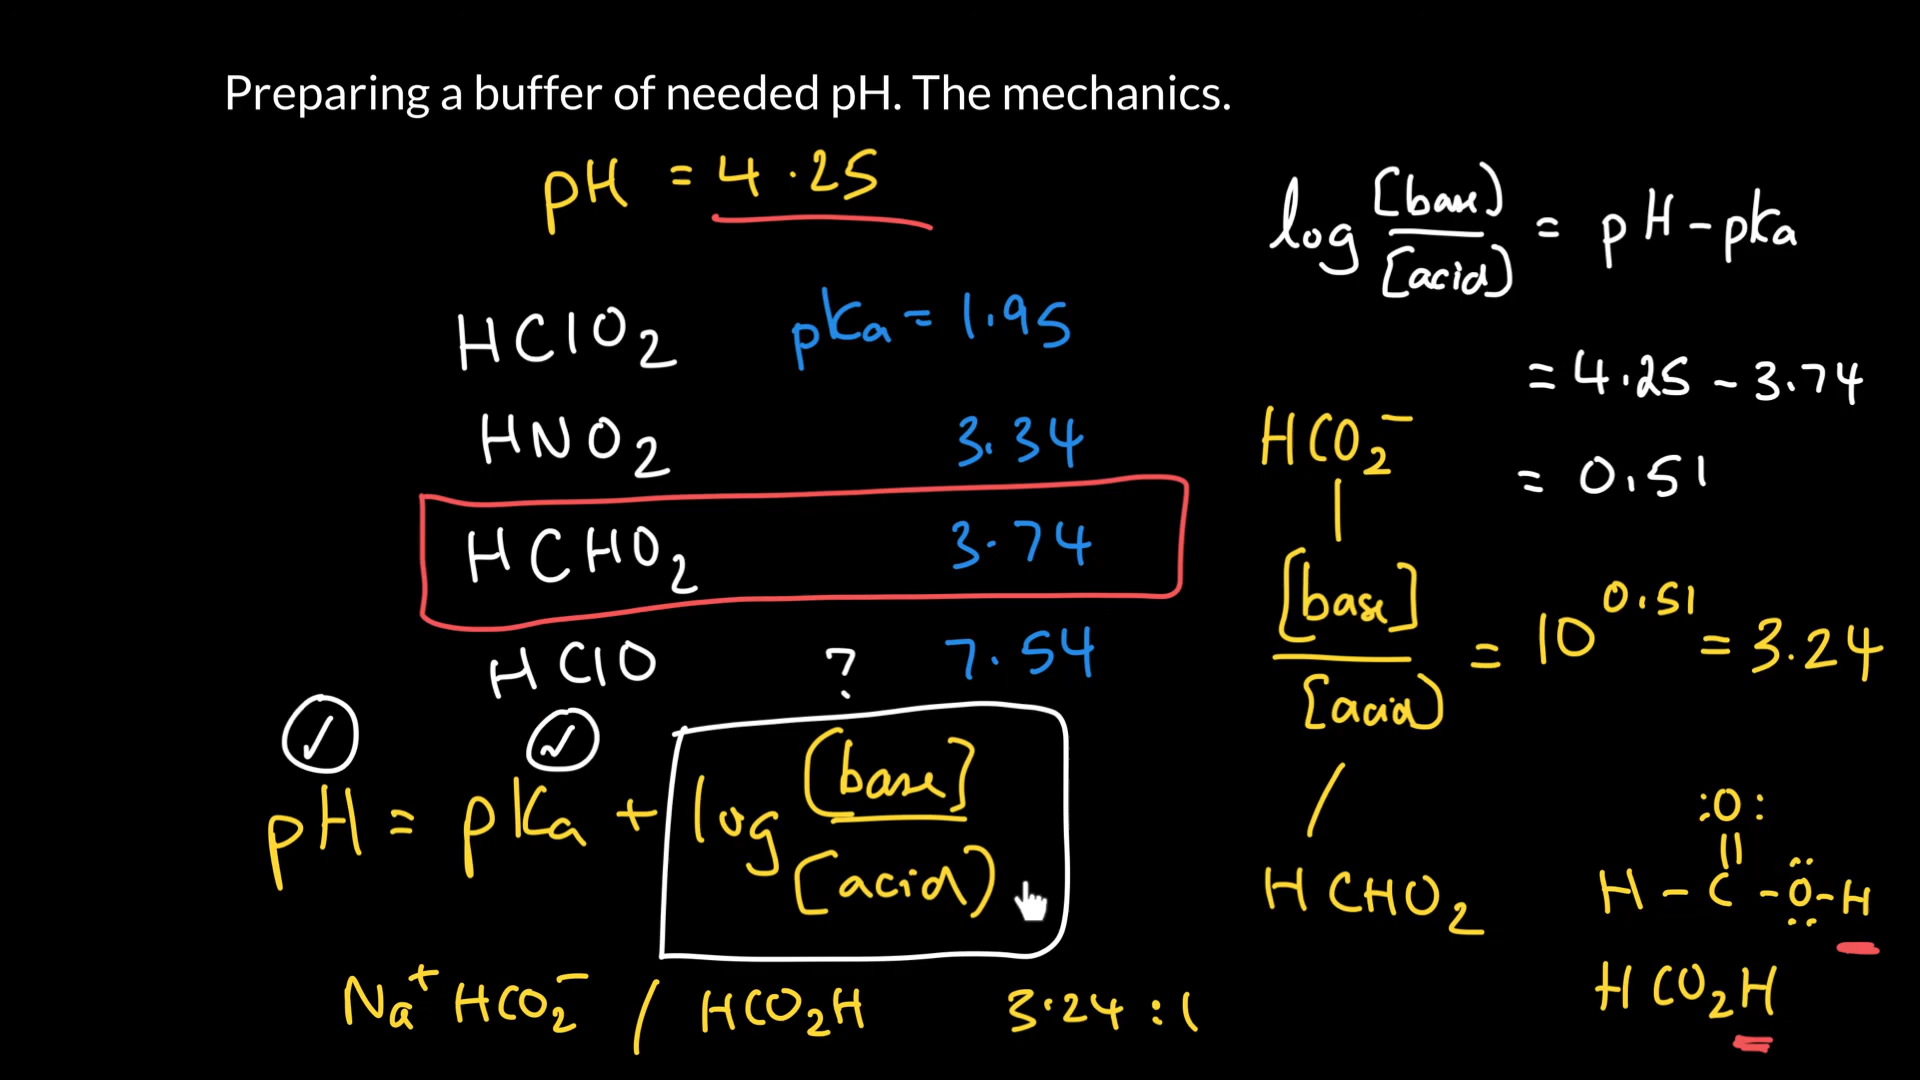 Preparing a buffer of needed pH. The mechanics.
pH = 4.25
HClO₂ pKa = 1.95
HNO₂ 3.34
HCHO₂ 3.74
HClO ? 7.54
✓ ✓
pH = pKa + log [base]/[acid]
Na⁺ HCO₂⁻ / HCO₂H 3.24 : 1
log [base]/[acid] = pH - pKa
= 4.25 - 3.74
= 0.51
HCO₂⁻
[base]/[acid] = 10^0.51 = 3.24
/
HCHO₂
:O:
||
H - C - O - H
HCO₂H